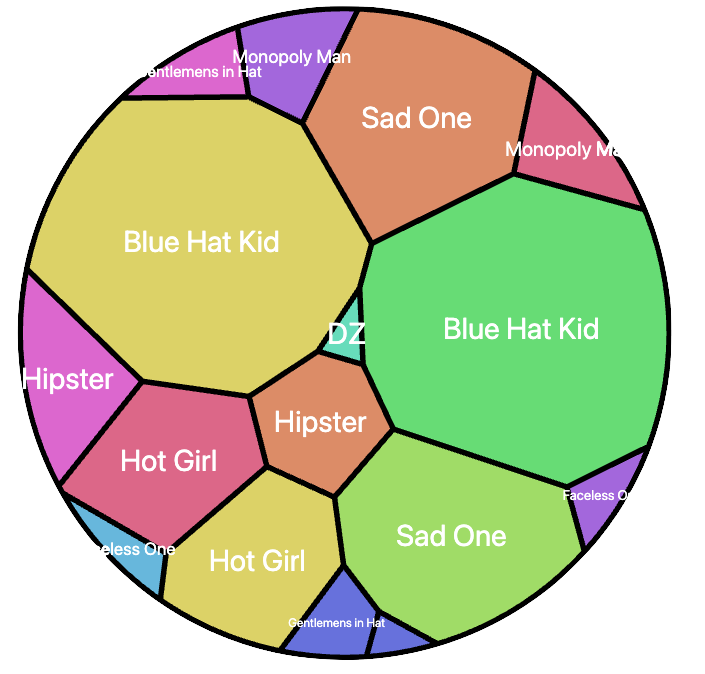 Monopoly Man
entlemens in Hat
Sad One
Monopoly Ma
Blue Hat Kid
Blue Hat Kid
DZ
Hipster
Hipster
Hot Girl
Faceless O
Sad One
eless One
Hot Girl
Gentlemens in Hat